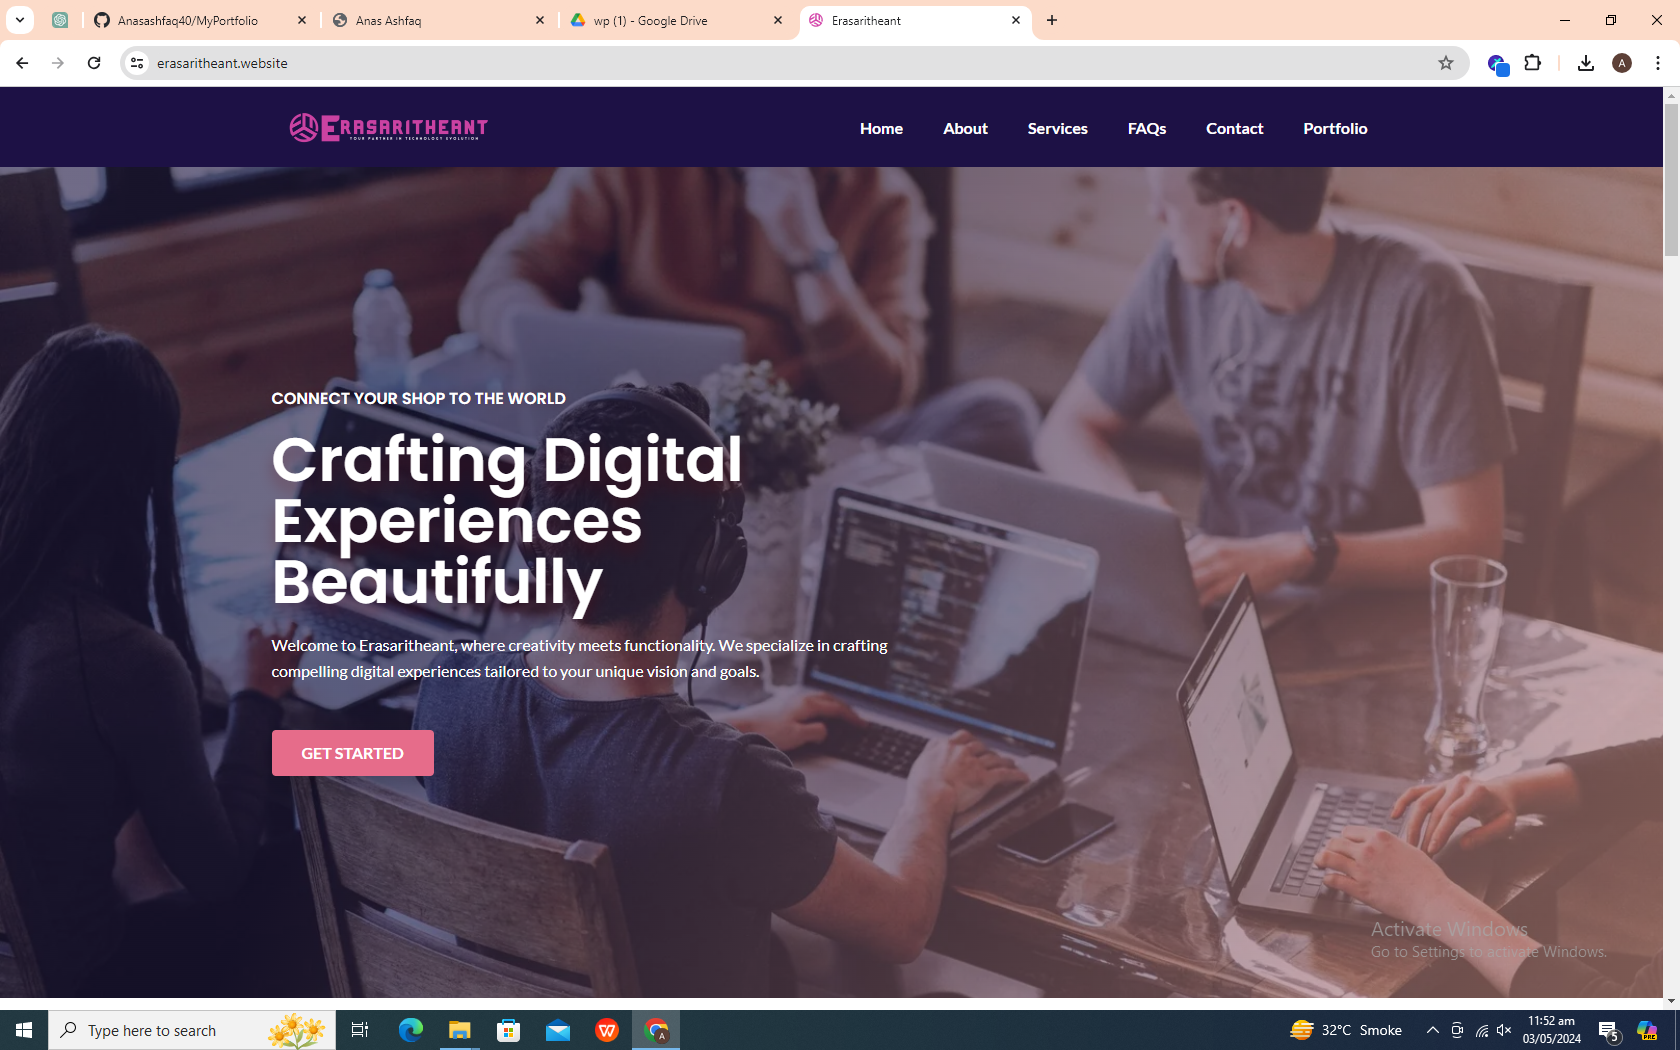 Anasashfaq40/MyPortfolio
Anas Ashfaq
wp (1) - Google Drive
Erasaritheant
erasaritheant.website
A
ERASARITHEANT
YOUR PARTNER IN TECHNOLOGY EVOLUTION
Home
About
Services
FAQs
Contact
Portfolio
CONNECT YOUR SHOP TO THE WORLD
Crafting Digital
Experiences
Beautifully
Welcome to Erasaritheant, where creativity meets functionality. We specialize in crafting
compelling digital experiences tailored to your unique vision and goals.
GET STARTED
Activate Windows
Go to Settings to activate Windows.
Type here to search
A
32°C Smoke
11:52 am
03/05/2024
5
PRE